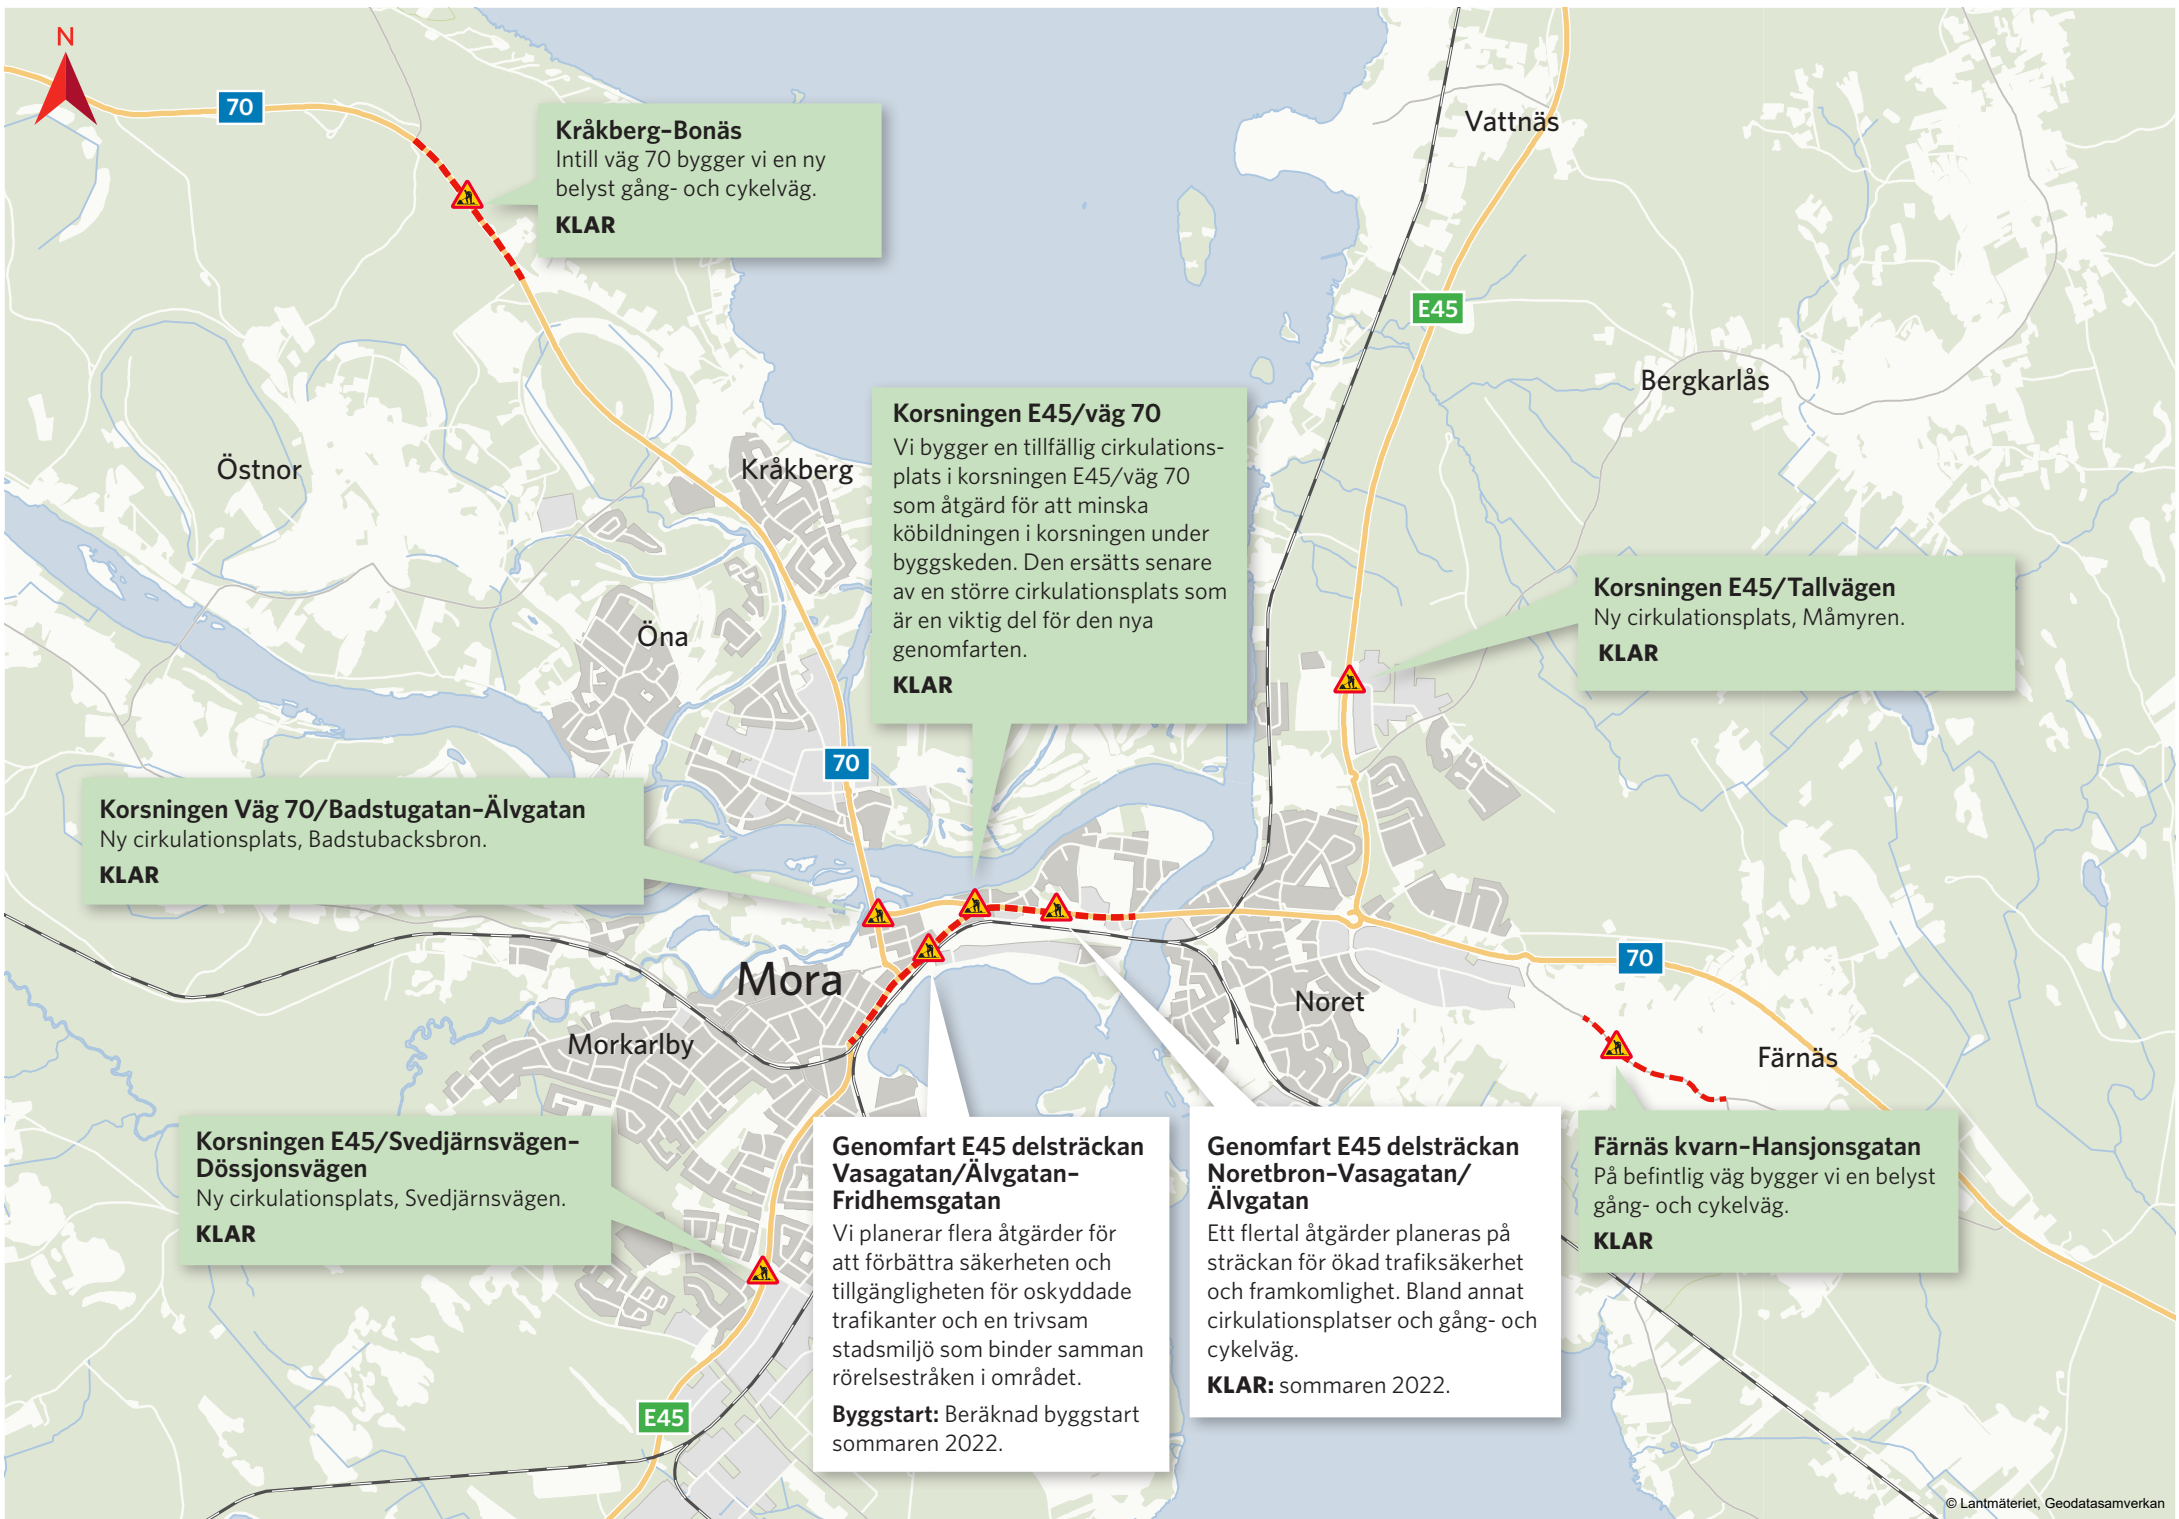 N
70
Kråkberg–Bonäs
Intill väg 70 bygger vi en ny
belyst gång- och cykelväg.
KLAR
Vattnäs
E45
Bergkarlås
Korsningen E45/väg 70
Vi bygger en tillfällig cirkulations-
plats i korsningen E45/väg 70
som åtgärd för att minska
köbildningen i korsningen under
byggskeden. Den ersätts senare
av en större cirkulationsplats som
är en viktig del för den nya
genomfarten.
KLAR
Östnor
Kråkberg
Öna
Korsningen E45/Tallvägen
Ny cirkulationsplats, Måmyren.
KLAR
70
Korsningen Väg 70/Badstugatan–Älvgatan
Ny cirkulationsplats, Badstubacksbron.
KLAR
Mora
Morkarlby
Noret
70
Färnäs
Korsningen E45/Svedjärnsvägen–
Dössjonsvägen
Ny cirkulationsplats, Svedjärnsvägen.
KLAR
Genomfart E45 delsträckan
Vasagatan/Älvgatan–
Fridhemsgatan
Vi planerar flera åtgärder för
att förbättra säkerheten och
tillgängligheten för oskyddade
trafikanter och en trivsam
stadsmiljö som binder samman
rörelsestråken i området.
Byggstart: Beräknad byggstart
sommaren 2022.
Genomfart E45 delsträckan
Noretbron–Vasagatan/
Älvgatan
Ett flertal åtgärder planeras på
sträckan för ökad trafiksäkerhet
och framkomlighet. Bland annat
cirkulationsplatser och gång- och
cykelväg.
KLAR: sommaren 2022.
Färnäs kvarn–Hansjonsgatan
På befintlig väg bygger vi en belyst
gång- och cykelväg.
KLAR
E45
© Lantmäteriet, Geodatasamverkan